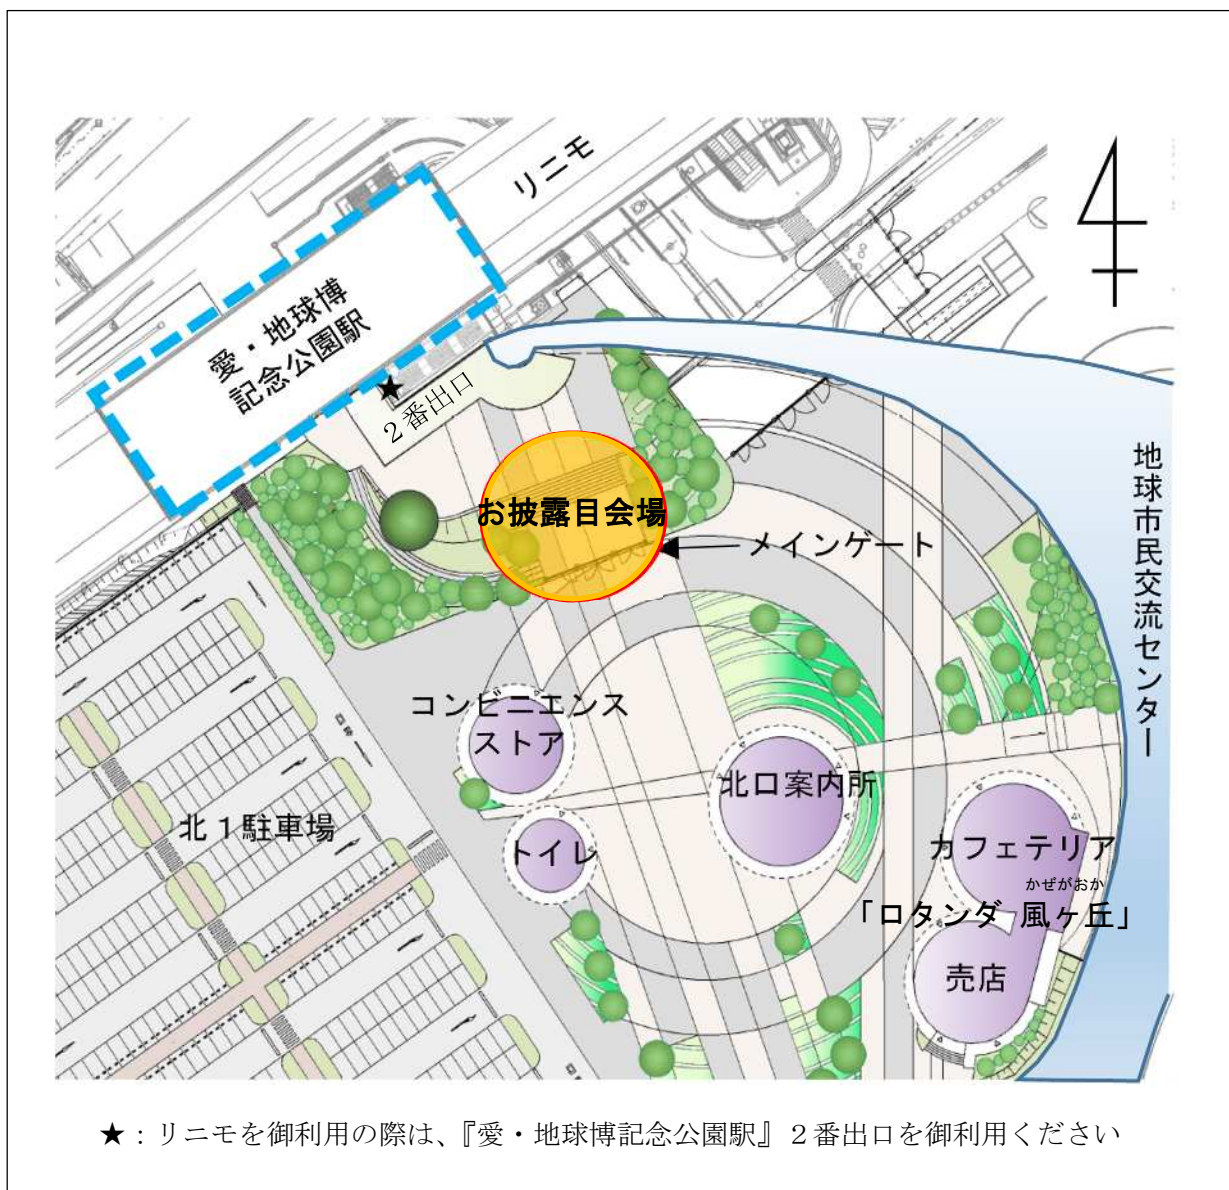 リニモ
愛・地球博
記念公園駅
★
２番出口
お披露目会場
メインゲート
地球市民交流センター
コンビニエンス
ストア
北口案内所
北１駐車場
トイレ
カフェテリア
かぜがおか
「ロタンダ 風ヶ丘」
売店
★：リニモを御利用の際は、『愛・地球博記念公園駅』２番出口を御利用ください